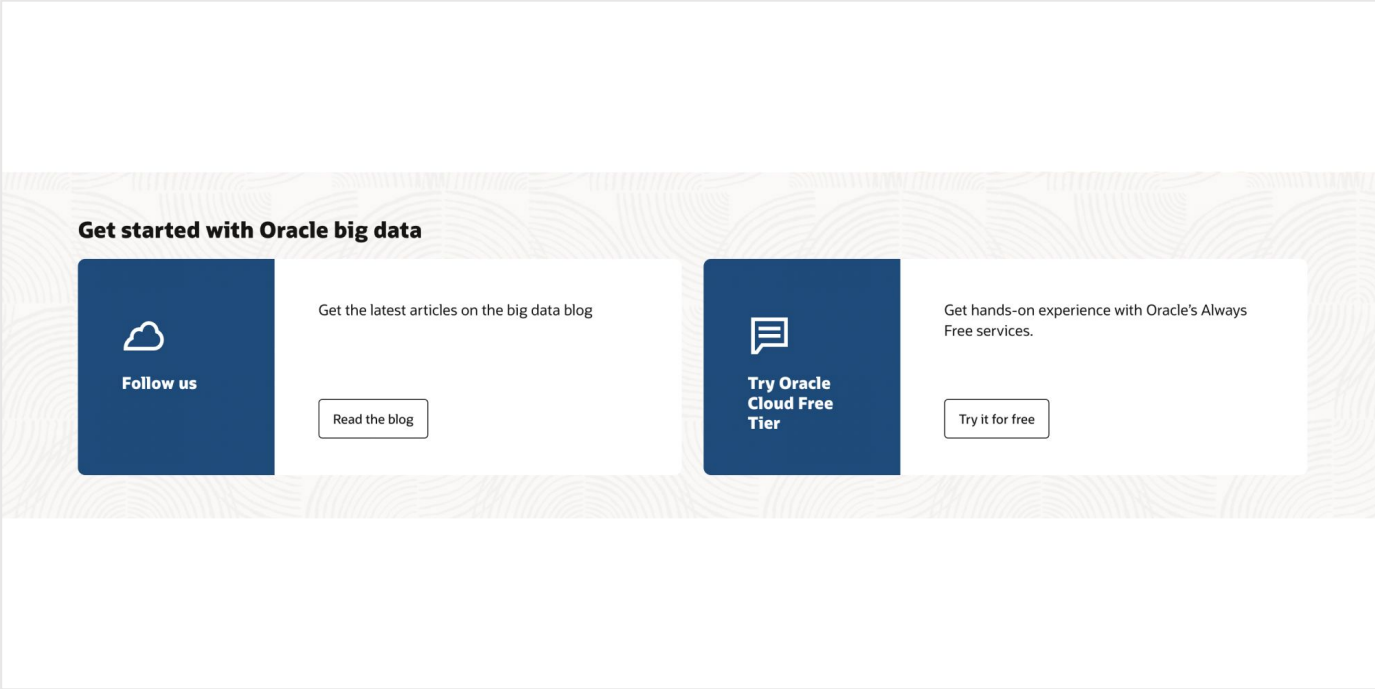 Get started with Oracle big data
Follow us
Get the latest articles on the big data blog
Read the blog
Try Oracle
Cloud Free
Tier
Get hands-on experience with Oracle's Always
Free services.
Try it for free